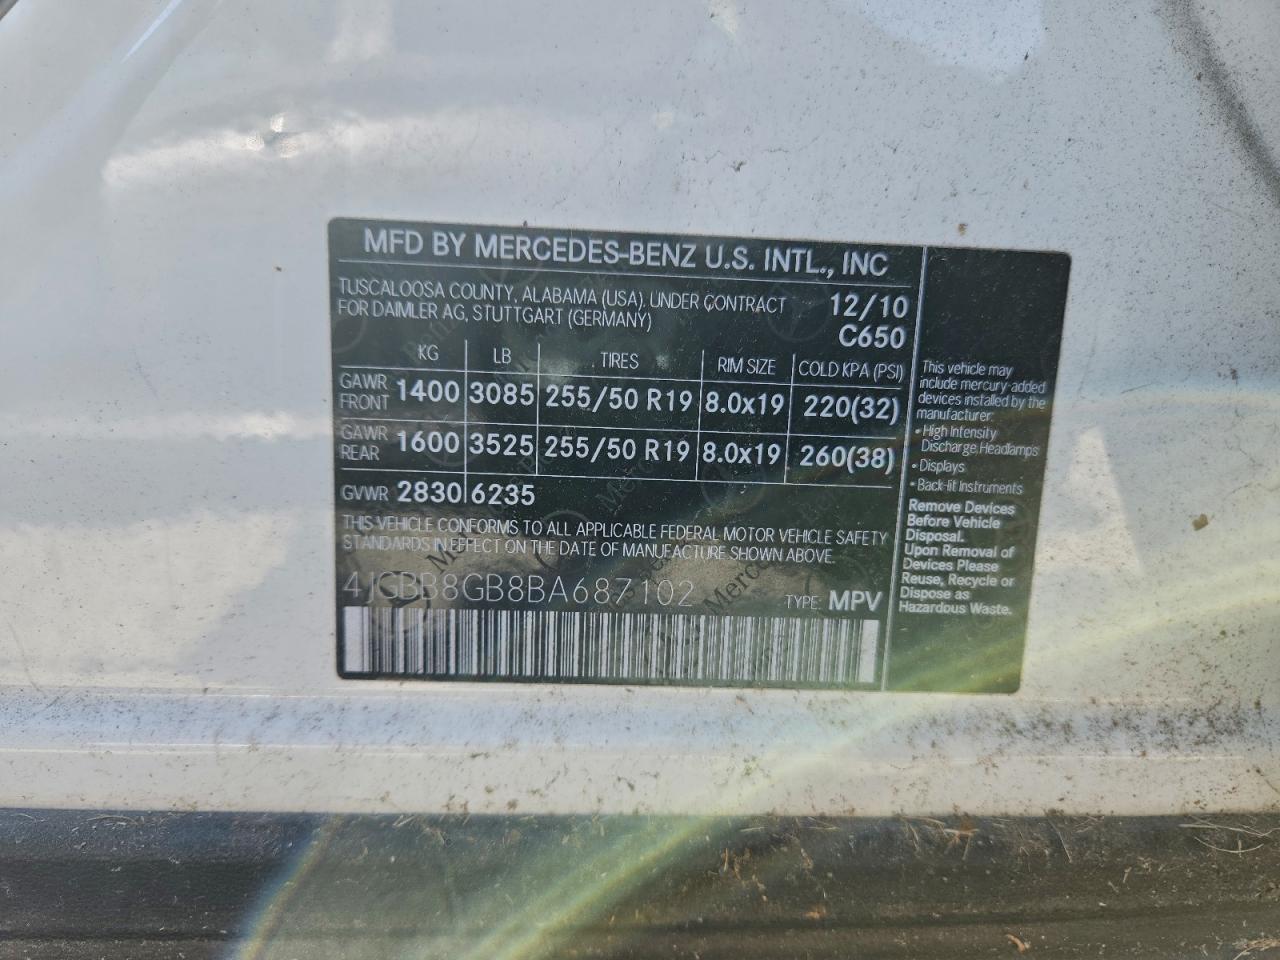 MFD BY MERCEDES-BENZ U.S. INTL., INC
TUSCALOOSA COUNTY, ALABAMA (USA), UNDER CONTRACT 12/10
FOR DAIMLER AG, STUTTGART (GERMANY) C650
KG LB TIRES RIM SIZE COLD KPA (PSI)
GAWR FRONT 1400 3085 255/50 R19 8.0x19 220(32)
GAWR REAR 1600 3525 255/50 R19 8.0x19 260(38)
GVWR 2830 6235
THIS VEHICLE CONFORMS TO ALL APPLICABLE FEDERAL MOTOR VEHICLE SAFETY
STANDARDS IN EFFECT ON THE DATE OF MANUFACTURE SHOWN ABOVE.
4JGBB8GB8BA687102 TYPE: MPV
This vehicle may
include mercury-added
devices installed by the
manufacturer:
• High Intensity
Discharge Headlamps
• Displays
• Back-lit Instruments
Remove Devices
Before Vehicle
Disposal.
Upon Removal of
Devices Please
Reuse, Recycle or
Dispose as
Hazardous Waste.